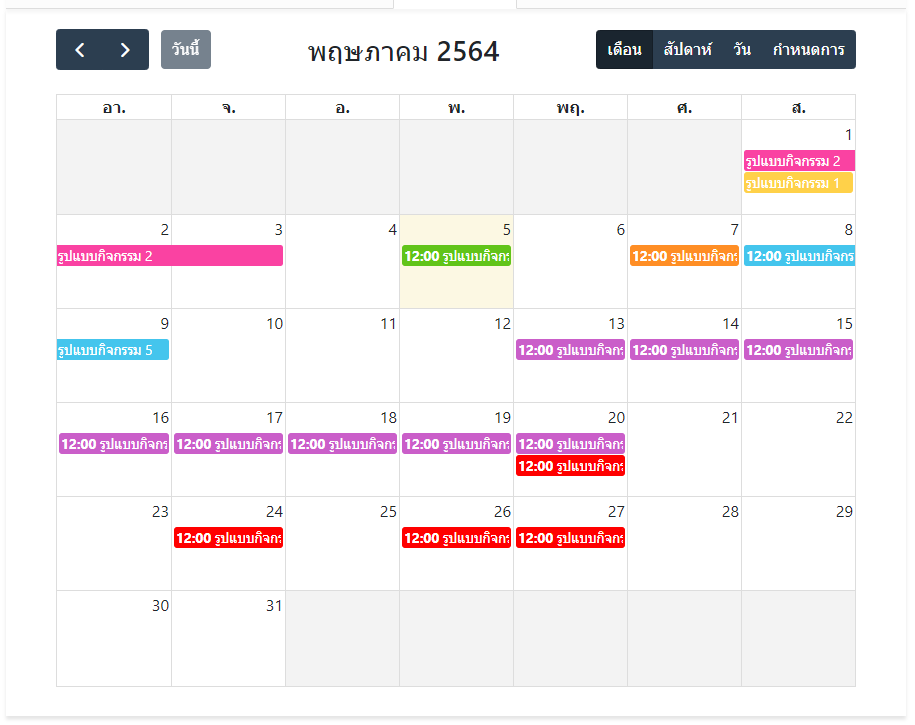 วันนี้
พฤษภาคม 2564
เดือน สัปดาห์ วัน กำหนดการ
อา. จ. อ. พ. พฤ. ศ. ส.
1
รูปแบบกิจกรรม 2
รูปแบบกิจกรรม 1
2 3 4 5 6 7 8
รูปแบบกิจกรรม 2 12:00 รูปแบบกิจกร 12:00 รูปแบบกิจกร 12:00 รูปแบบกิจกร
9 10 11 12 13 14 15
รูปแบบกิจกรรม 5 12:00 รูปแบบกิจกร 12:00 รูปแบบกิจกร 12:00 รูปแบบกิจกร
16 17 18 19 20 21 22
12:00 รูปแบบกิจกร 12:00 รูปแบบกิจกร 12:00 รูปแบบกิจกร 12:00 รูปแบบกิจกร 12:00 รูปแบบกิจกร
12:00 รูปแบบกิจกร
23 24 25 26 27 28 29
12:00 รูปแบบกิจกร 12:00 รูปแบบกิจกร 12:00 รูปแบบกิจกร
30 31